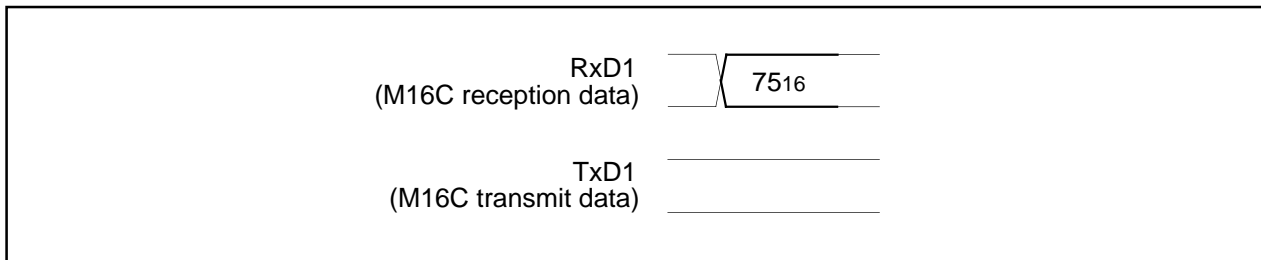 RxD1
(M16C reception data)
7516
TxD1
(M16C transmit data)